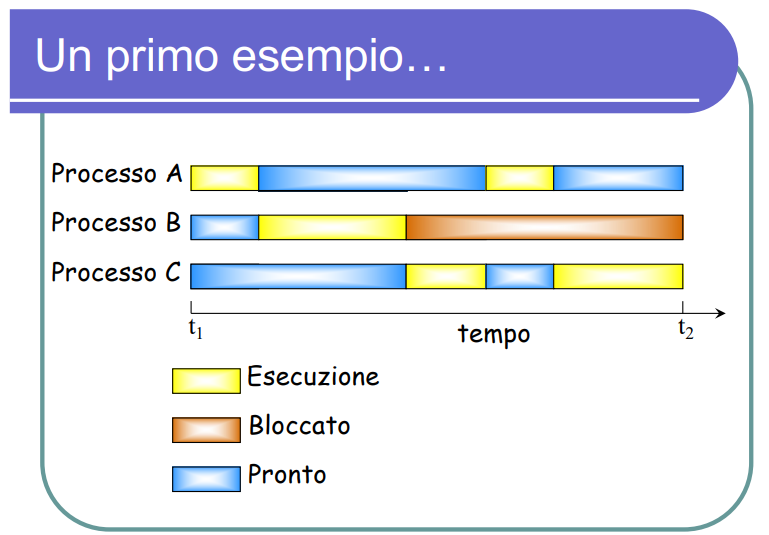 Un primo esempio…
Processo A
Processo B
Processo C
t1 tempo t2
Esecuzione
Bloccato
Pronto